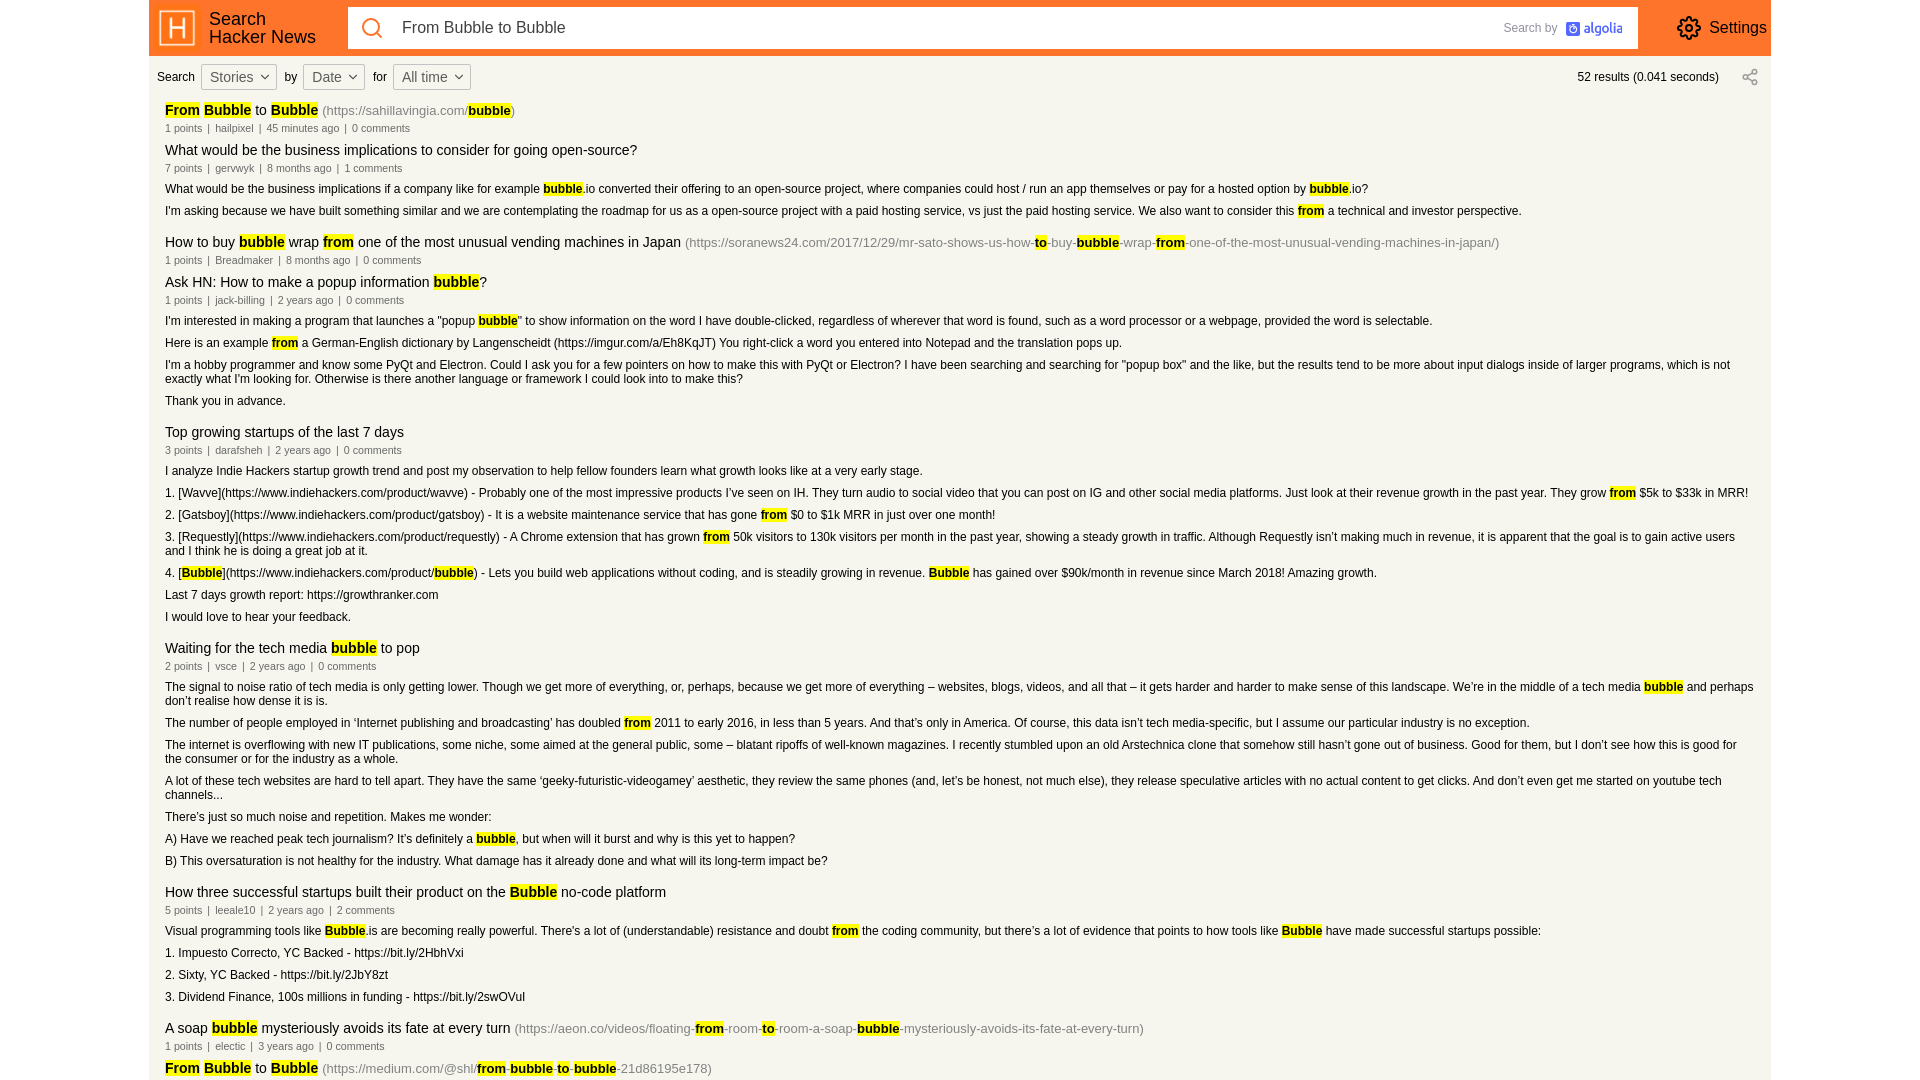 Search
Hacker News
From Bubble to Bubble
Search by algolia
Settings
Search Stories by Date for All time
52 results (0.041 seconds)
From Bubble to Bubble (https://sahillavingia.com/bubble)
1 points | hailpixel | 45 minutes ago | 0 comments
What would be the business implications to consider for going open-source?
7 points | gervwyk | 8 months ago | 1 comments
What would be the business implications if a company like for example bubble.io converted their offering to an open-source project, where companies could host / run an app themselves or pay for a hosted option by bubble.io?
I'm asking because we have built something similar and we are contemplating the roadmap for us as a open-source project with a paid hosting service, vs just the paid hosting service. We also want to consider this from a technical and investor perspective.
How to buy bubble wrap from one of the most unusual vending machines in Japan (https://soranews24.com/2017/12/29/mr-sato-shows-us-how-to-buy-bubble-wrap-from-one-of-the-most-unusual-vending-machines-in-japan/)
1 points | Breadmaker | 8 months ago | 0 comments
Ask HN: How to make a popup information bubble?
1 points | jack-billing | 2 years ago | 0 comments
I'm interested in making a program that launches a "popup bubble" to show information on the word I have double-clicked, regardless of wherever that word is found, such as a word processor or a webpage, provided the word is selectable.
Here is an example from a German-English dictionary by Langenscheidt (https://imgur.com/a/Eh8KqJT) You right-click a word you entered into Notepad and the translation pops up.
I'm a hobby programmer and know some PyQt and Electron. Could I ask you for a few pointers on how to make this with PyQt or Electron? I have been searching and searching for "popup box" and the like, but the results tend to be more about input dialogs inside of larger programs, which is not
exactly what I'm looking for. Otherwise is there another language or framework I could look into to make this?
Thank you in advance.
Top growing startups of the last 7 days
3 points | darafsheh | 2 years ago | 0 comments
I analyze Indie Hackers startup growth trend and post my observation to help fellow founders learn what growth looks like at a very early stage.
1. [Wavve](https://www.indiehackers.com/product/wavve) - Probably one of the most impressive products I’ve seen on IH. They turn audio to social video that you can post on IG and other social media platforms. Just look at their revenue growth in the past year. They grow from $5k to $33k in MRR!
2. [Gatsboy](https://www.indiehackers.com/product/gatsboy) - It is a website maintenance service that has gone from $0 to $1k MRR in just over one month!
3. [Requestly](https://www.indiehackers.com/product/requestly) - A Chrome extension that has grown from 50k visitors to 130k visitors per month in the past year, showing a steady growth in traffic. Although Requestly isn’t making much in revenue, it is apparent that the goal is to gain active users
and I think he is doing a great job at it.
4. [Bubble](https://www.indiehackers.com/product/bubble) - Lets you build web applications without coding, and is steadily growing in revenue. Bubble has gained over $90k/month in revenue since March 2018! Amazing growth.
Last 7 days growth report: https://growthranker.com
I would love to hear your feedback.
Waiting for the tech media bubble to pop
2 points | vsce | 2 years ago | 0 comments
The signal to noise ratio of tech media is only getting lower. Though we get more of everything, or, perhaps, because we get more of everything – websites, blogs, videos, and all that – it gets harder and harder to make sense of this landscape. We’re in the middle of a tech media bubble and perhaps
don’t realise how dense it is is.
The number of people employed in ‘Internet publishing and broadcasting’ has doubled from 2011 to early 2016, in less than 5 years. And that’s only in America. Of course, this data isn’t tech media-specific, but I assume our particular industry is no exception.
The internet is overflowing with new IT publications, some niche, some aimed at the general public, some – blatant ripoffs of well-known magazines. I recently stumbled upon an old Arstechnica clone that somehow still hasn’t gone out of business. Good for them, but I don’t see how this is good for
the consumer or for the industry as a whole.
A lot of these tech websites are hard to tell apart. They have the same ‘geeky-futuristic-videogamey’ aesthetic, they review the same phones (and, let’s be honest, not much else), they release speculative articles with no actual content to get clicks. And don’t even get me started on youtube tech
channels...
There’s just so much noise and repetition. Makes me wonder:
A) Have we reached peak tech journalism? It’s definitely a bubble, but when will it burst and why is this yet to happen?
B) This oversaturation is not healthy for the industry. What damage has it already done and what will its long-term impact be?
How three successful startups built their product on the Bubble no-code platform
5 points | leeale10 | 2 years ago | 2 comments
Visual programming tools like Bubble.is are becoming really powerful. There's a lot of (understandable) resistance and doubt from the coding community, but there’s a lot of evidence that points to how tools like Bubble have made successful startups possible:
1. Impuesto Correcto, YC Backed - https://bit.ly/2HbhVxi
2. Sixty, YC Backed - https://bit.ly/2JbY8zt
3. Dividend Finance, 100s millions in funding - https://bit.ly/2swOVuI
A soap bubble mysteriously avoids its fate at every turn (https://aeon.co/videos/floating-from-room-to-room-a-soap-bubble-mysteriously-avoids-its-fate-at-every-turn)
1 points | electic | 3 years ago | 0 comments
From Bubble to Bubble (https://medium.com/@shl/from-bubble-to-bubble-21d86195e178)